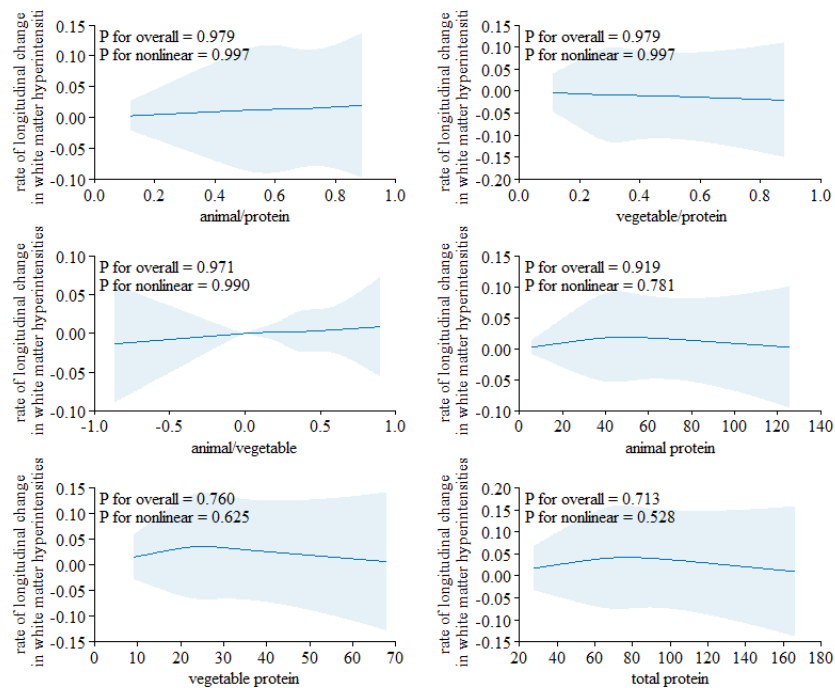 rate of longitudinal change
in white matter hyperintensitie
P for overall = 0.979
P for nonlinear = 0.997
0.15
0.10
0.05
0.00
-0.05
-0.10
0.0 0.2 0.4 0.6 0.8 1.0
animal/protein
rate of longitudinal change
in white matter hyperintensities
P for overall = 0.979
P for nonlinear = 0.997
0.15
0.10
0.05
0.00
-0.05
-0.10
-0.15
-0.20
0.0 0.2 0.4 0.6 0.8 1.0
vegetable/protein
rate of longitudinal change
in white matter hyperintensities
P for overall = 0.971
P for nonlinear = 0.990
0.10
0.05
0.00
-0.05
-0.10
-1.0 -0.5 0.0 0.5 1.0
animal/vegetable
rate of longitudinal change
in white matter hyperintensities
P for overall = 0.919
P for nonlinear = 0.781
0.15
0.10
0.05
0.00
0.05
0.10
0 20 40 60 80 100 120 140
animal protein
rate of longitudinal change
in white matter hyperintensities
P for overall = 0.760
P for nonlinear = 0.625
0.15
0.10
0.05
0.00
-0.05
-0.10
-0.15
0 10 20 30 40 50 60 70
vegetable protein
rate of longitudinal change
in white matter hyperintensities
P for overall = 0.713
P for nonlinear = 0.528
0.20
0.15
0.10
0.05
0.00
-0.05
-0.10
-0.15
20 40 60 80 100 120 140 160 180
total protein